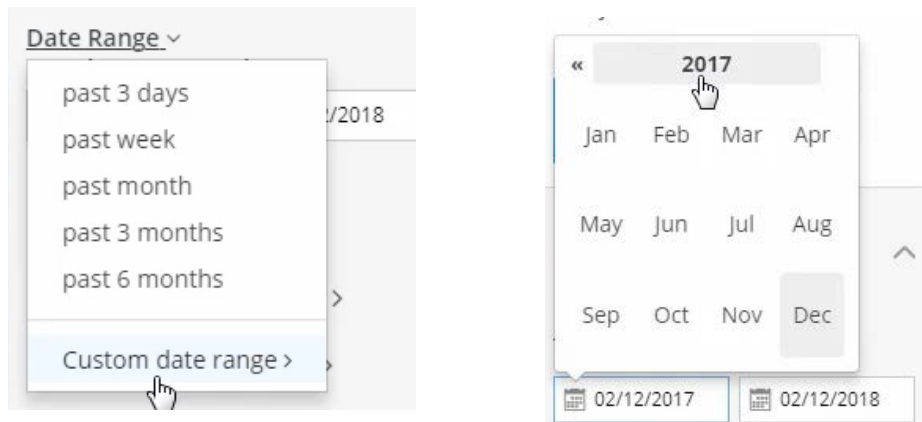 Date Range
past 3 days
/2018
past week
past month
past 3 months
past 6 months
Custom date range >
« 2017
Jan Feb Mar Apr
May Jun Jul Aug
Sep Oct Nov Dec
02/12/2017 02/12/2018